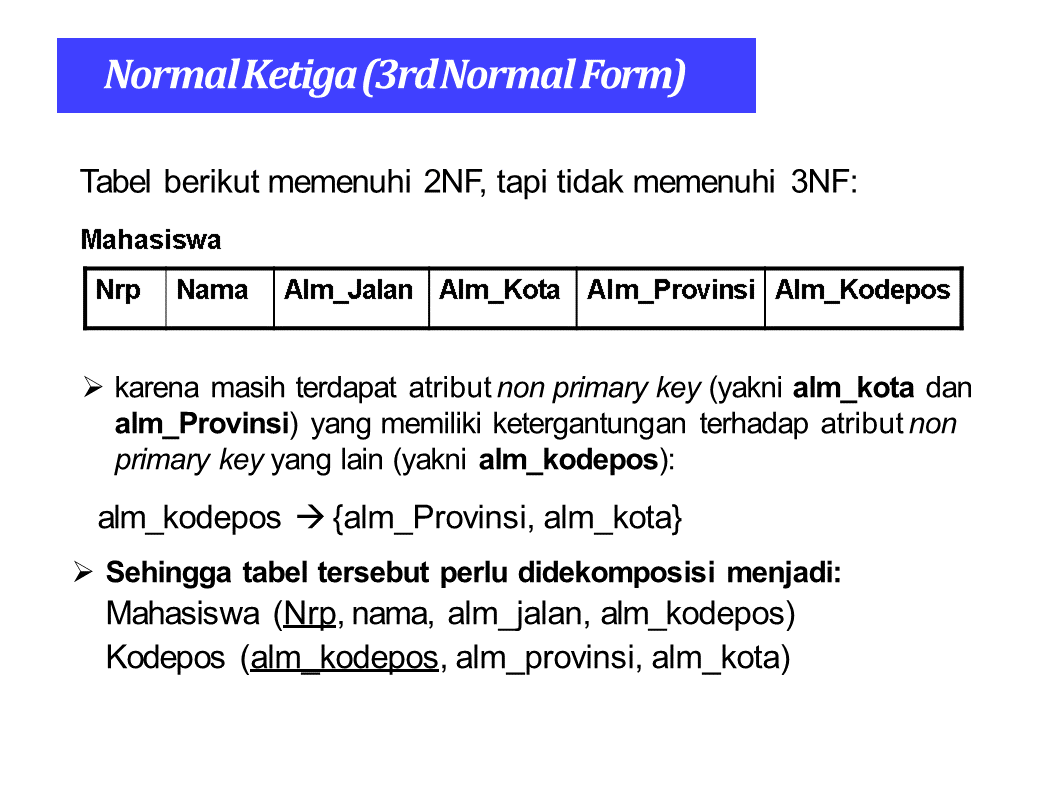 Normal Ketiga (3rd Normal Form)
Tabel berikut memenuhi 2NF, tapi tidak memenuhi 3NF:
Mahasiswa
Nrp Nama Alm_Jalan Alm_Kota Alm_Provinsi Alm_Kodepos
➢ karena masih terdapat atribut non primary key (yakni alm_kota dan
alm_Provinsi) yang memiliki ketergantungan terhadap atribut non
primary key yang lain (yakni alm_kodepos):
alm_kodepos → {alm_Provinsi, alm_kota}
➢ Sehingga tabel tersebut perlu didekomposisi menjadi:
Mahasiswa (Nrp, nama, alm_jalan, alm_kodepos)
Kodepos (alm_kodepos, alm_provinsi, alm_kota)